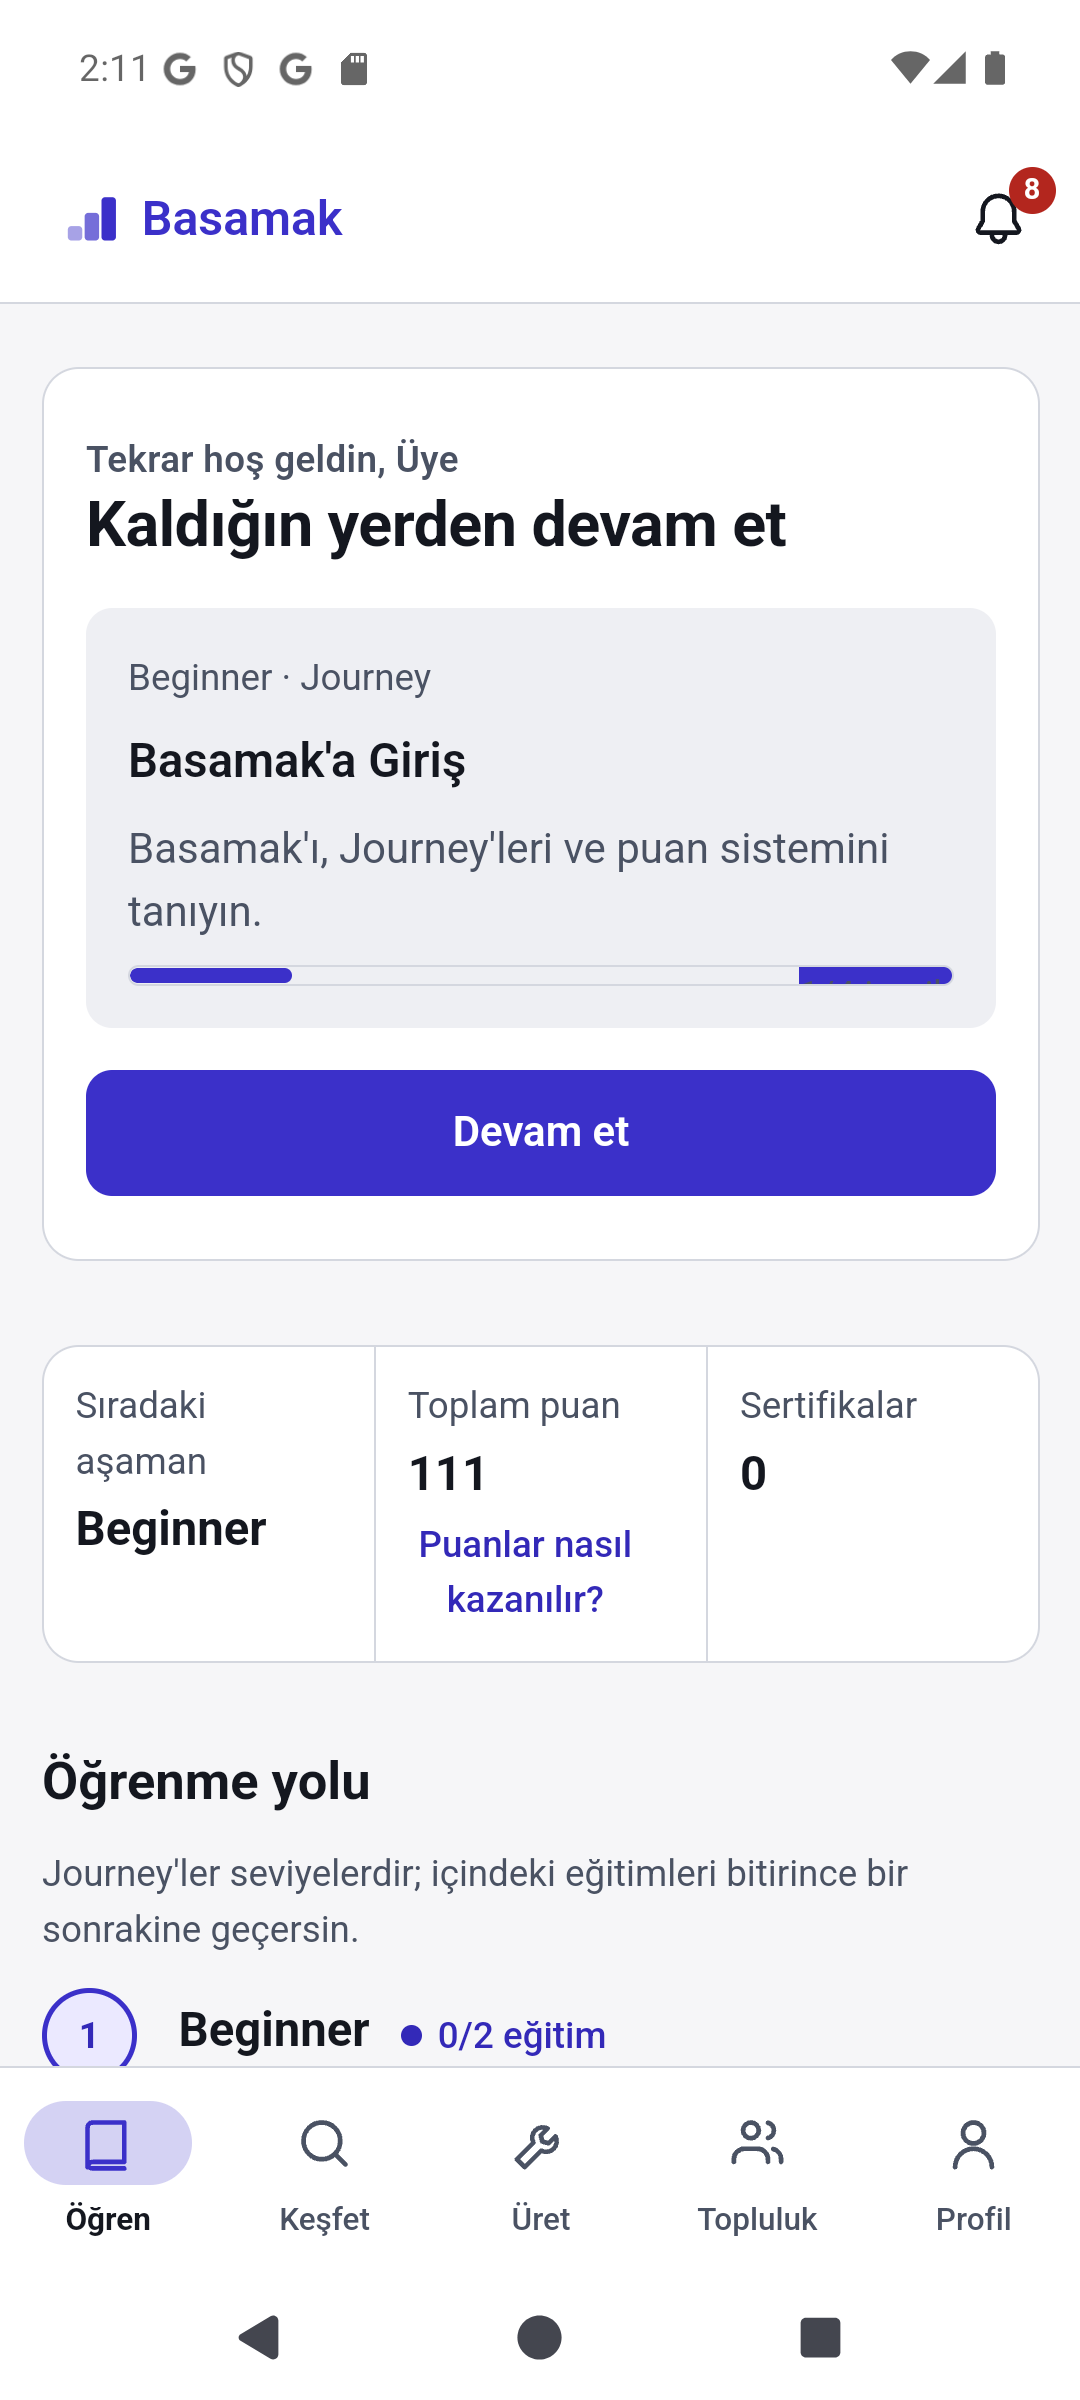 2:11
Basamak
8
Tekrar hoş geldin, Üye
Kaldığın yerden devam et
Beginner · Journey
Basamak'a Giriş
Basamak'ı, Journey'leri ve puan sistemini
tanıyın.
Devam et
Sıradaki
aşaman
Beginner
Toplam puan
111
Puanlar nasıl
kazanılır?
Sertifikalar
0
Öğrenme yolu
Journey'ler seviyelerdir; içindeki eğitimleri bitirince bir
sonrakine geçersin.
1
Beginner
0/2 eğitim
Öğren
Keşfet
Üret
Topluluk
Profil